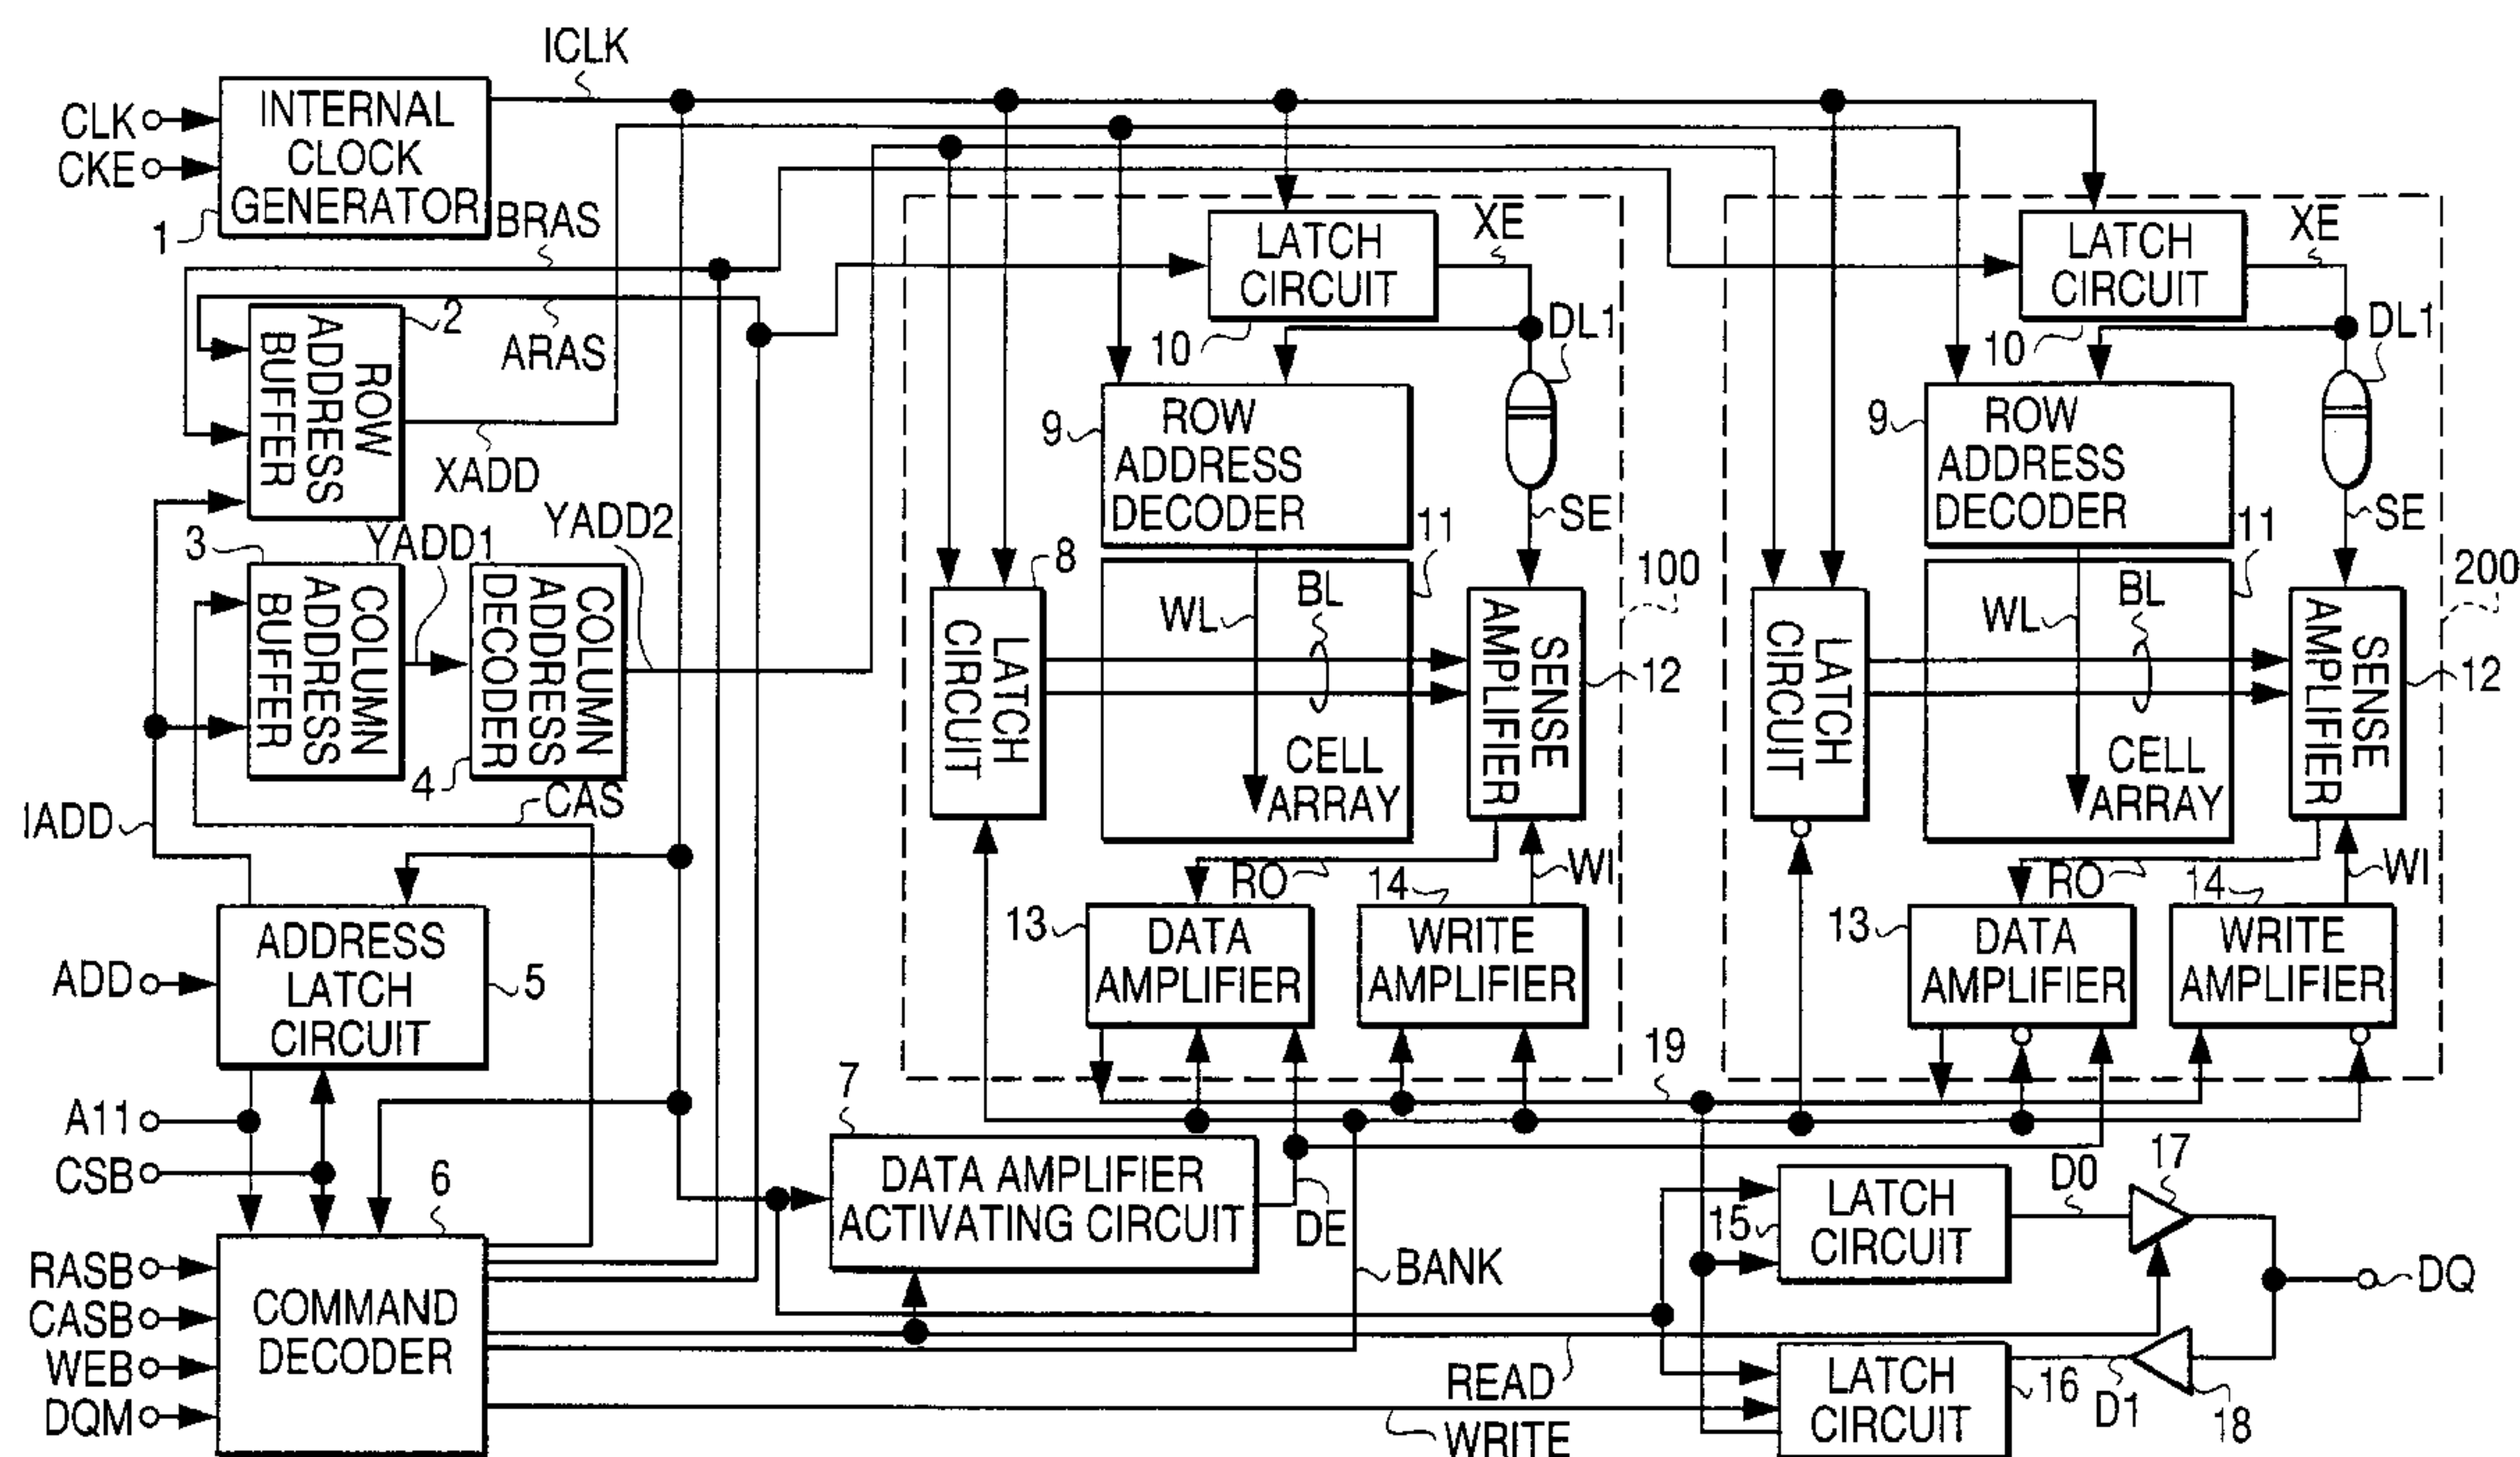 ICLK
CLK
CKE
INTERNAL
CLOCK
GENERATOR
1
BRAS
2
ROW
ADDRESS
BUFFER
ARAS
XADD
3
YADD1
YADD2
COLUMN
ADDRESS
BUFFER
COLUMN
ADDRESS
DECODER
4
CAS
IADD
ADDRESS
LATCH
CIRCUIT
5
ADD
A11
CSB
6
RASB
CASB
WEB
DQM
COMMAND
DECODER
7
DATA AMPLIFIER
ACTIVATING CIRCUIT
DE
BANK
READ
WRITE
LATCH
CIRCUIT
XE
10
DL1
9
ROW
ADDRESS
DECODER
SE
11
8
LATCH
CIRCUIT
WL
BL
CELL
ARRAY
SENSE
AMPLIFIER
100
12
RO
14
WI
13
DATA
AMPLIFIER
WRITE
AMPLIFIER
19
LATCH
CIRCUIT
XE
10
DL1
9
ROW
ADDRESS
DECODER
SE
11
LATCH
CIRCUIT
WL
BL
CELL
ARRAY
SENSE
AMPLIFIER
200
12
RO
14
WI
13
DATA
AMPLIFIER
WRITE
AMPLIFIER
15
LATCH
CIRCUIT
D0
17
DQ
LATCH
CIRCUIT
16
D1
18